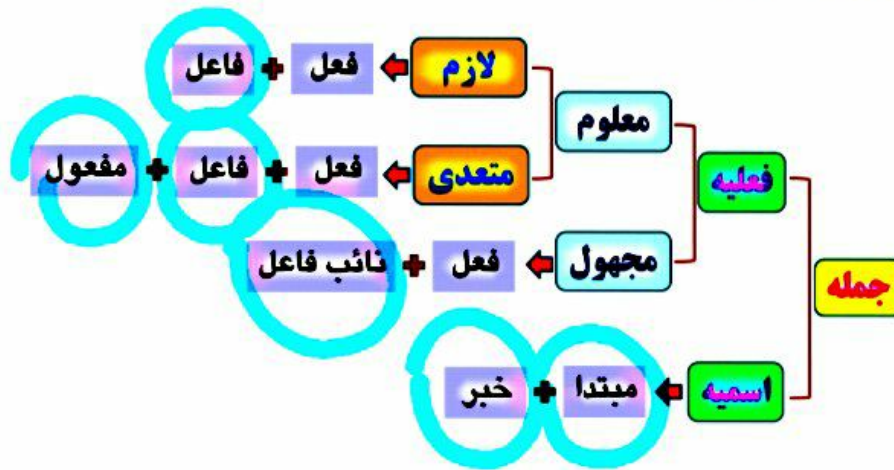 لازم فعل + فاعل
معلوم
متعدی فعل + فاعل + مفعول
فعلیه
مجهول فعل + نائب فاعل
جمله
اسمیه مبتدا + خبر